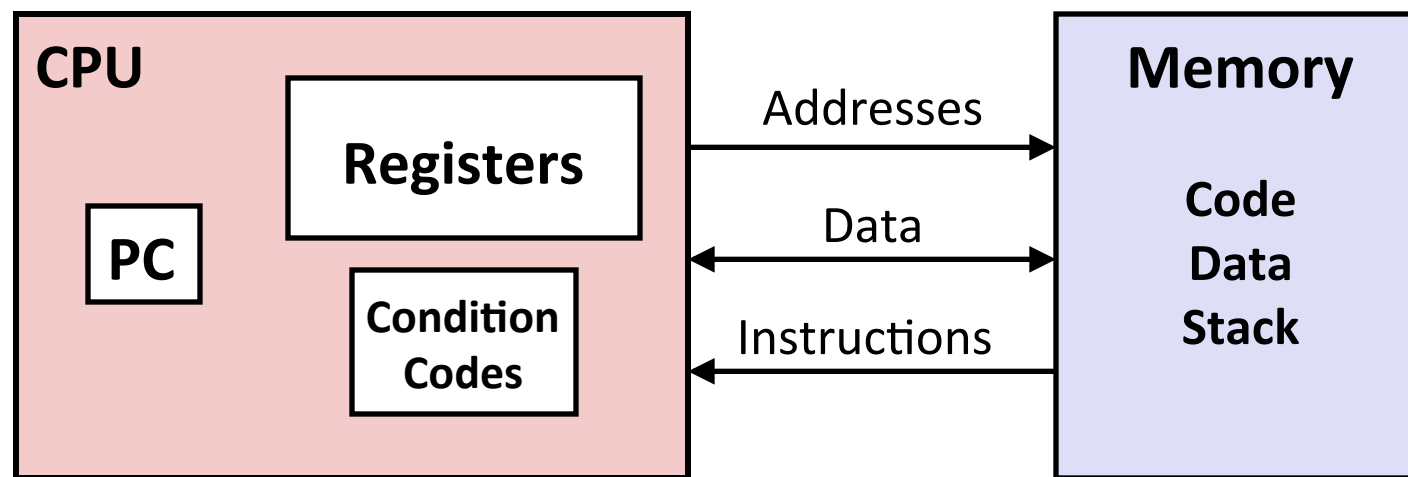 CPU
Registers
PC
Condition
Codes
Addresses
Data
Instructions
Memory
Code
Data
Stack